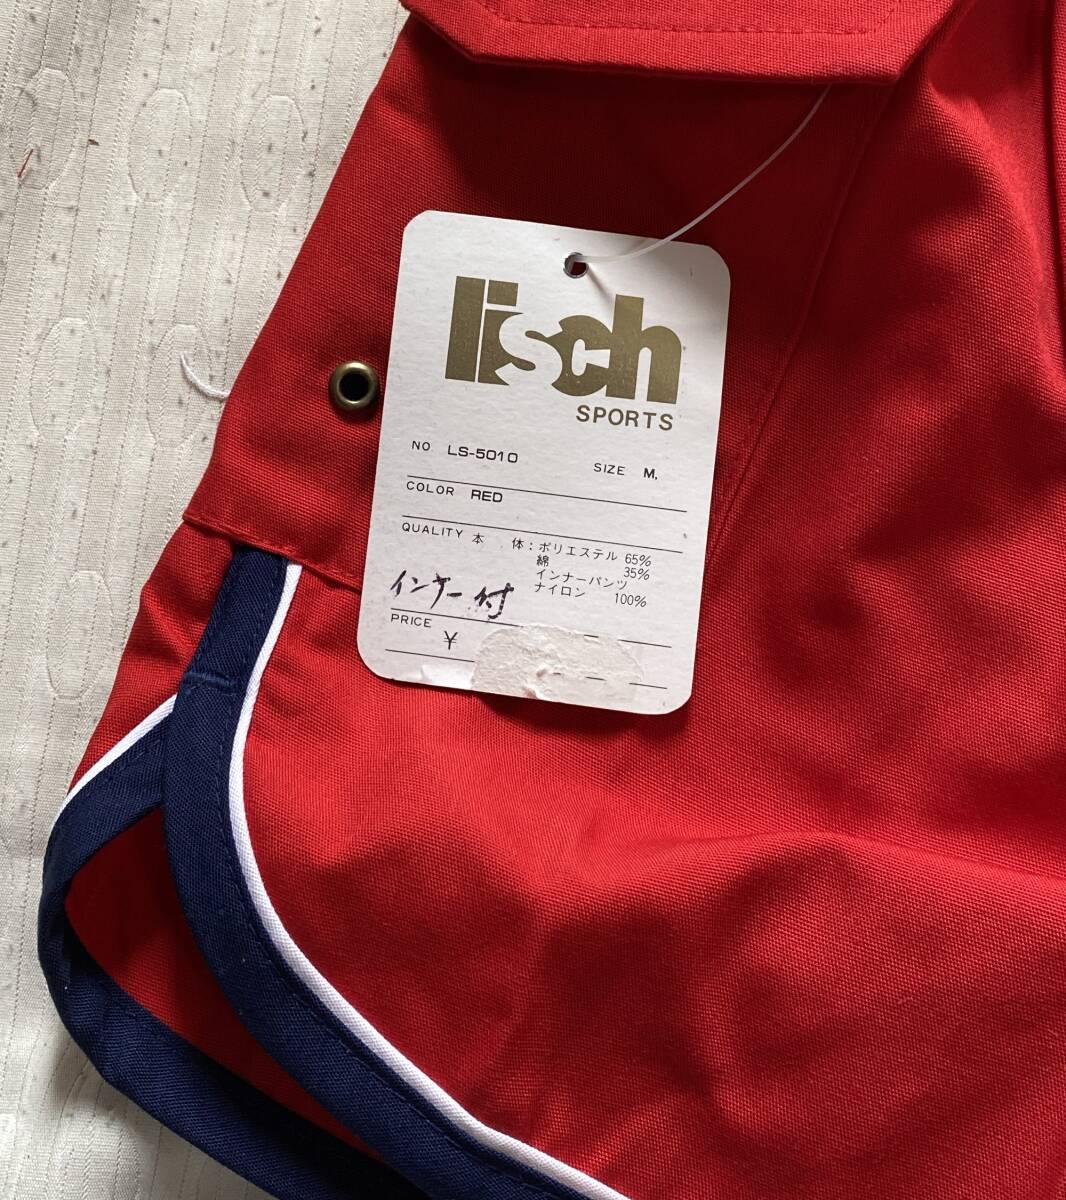 lisch
SPORTS
NO LS-5010 SIZE M.
COLOR RED
QUALITY 本 体:ポリエステル 65%
綿 35%
インナーパンツ
ナイロン 100%
インナー付
PRICE ¥